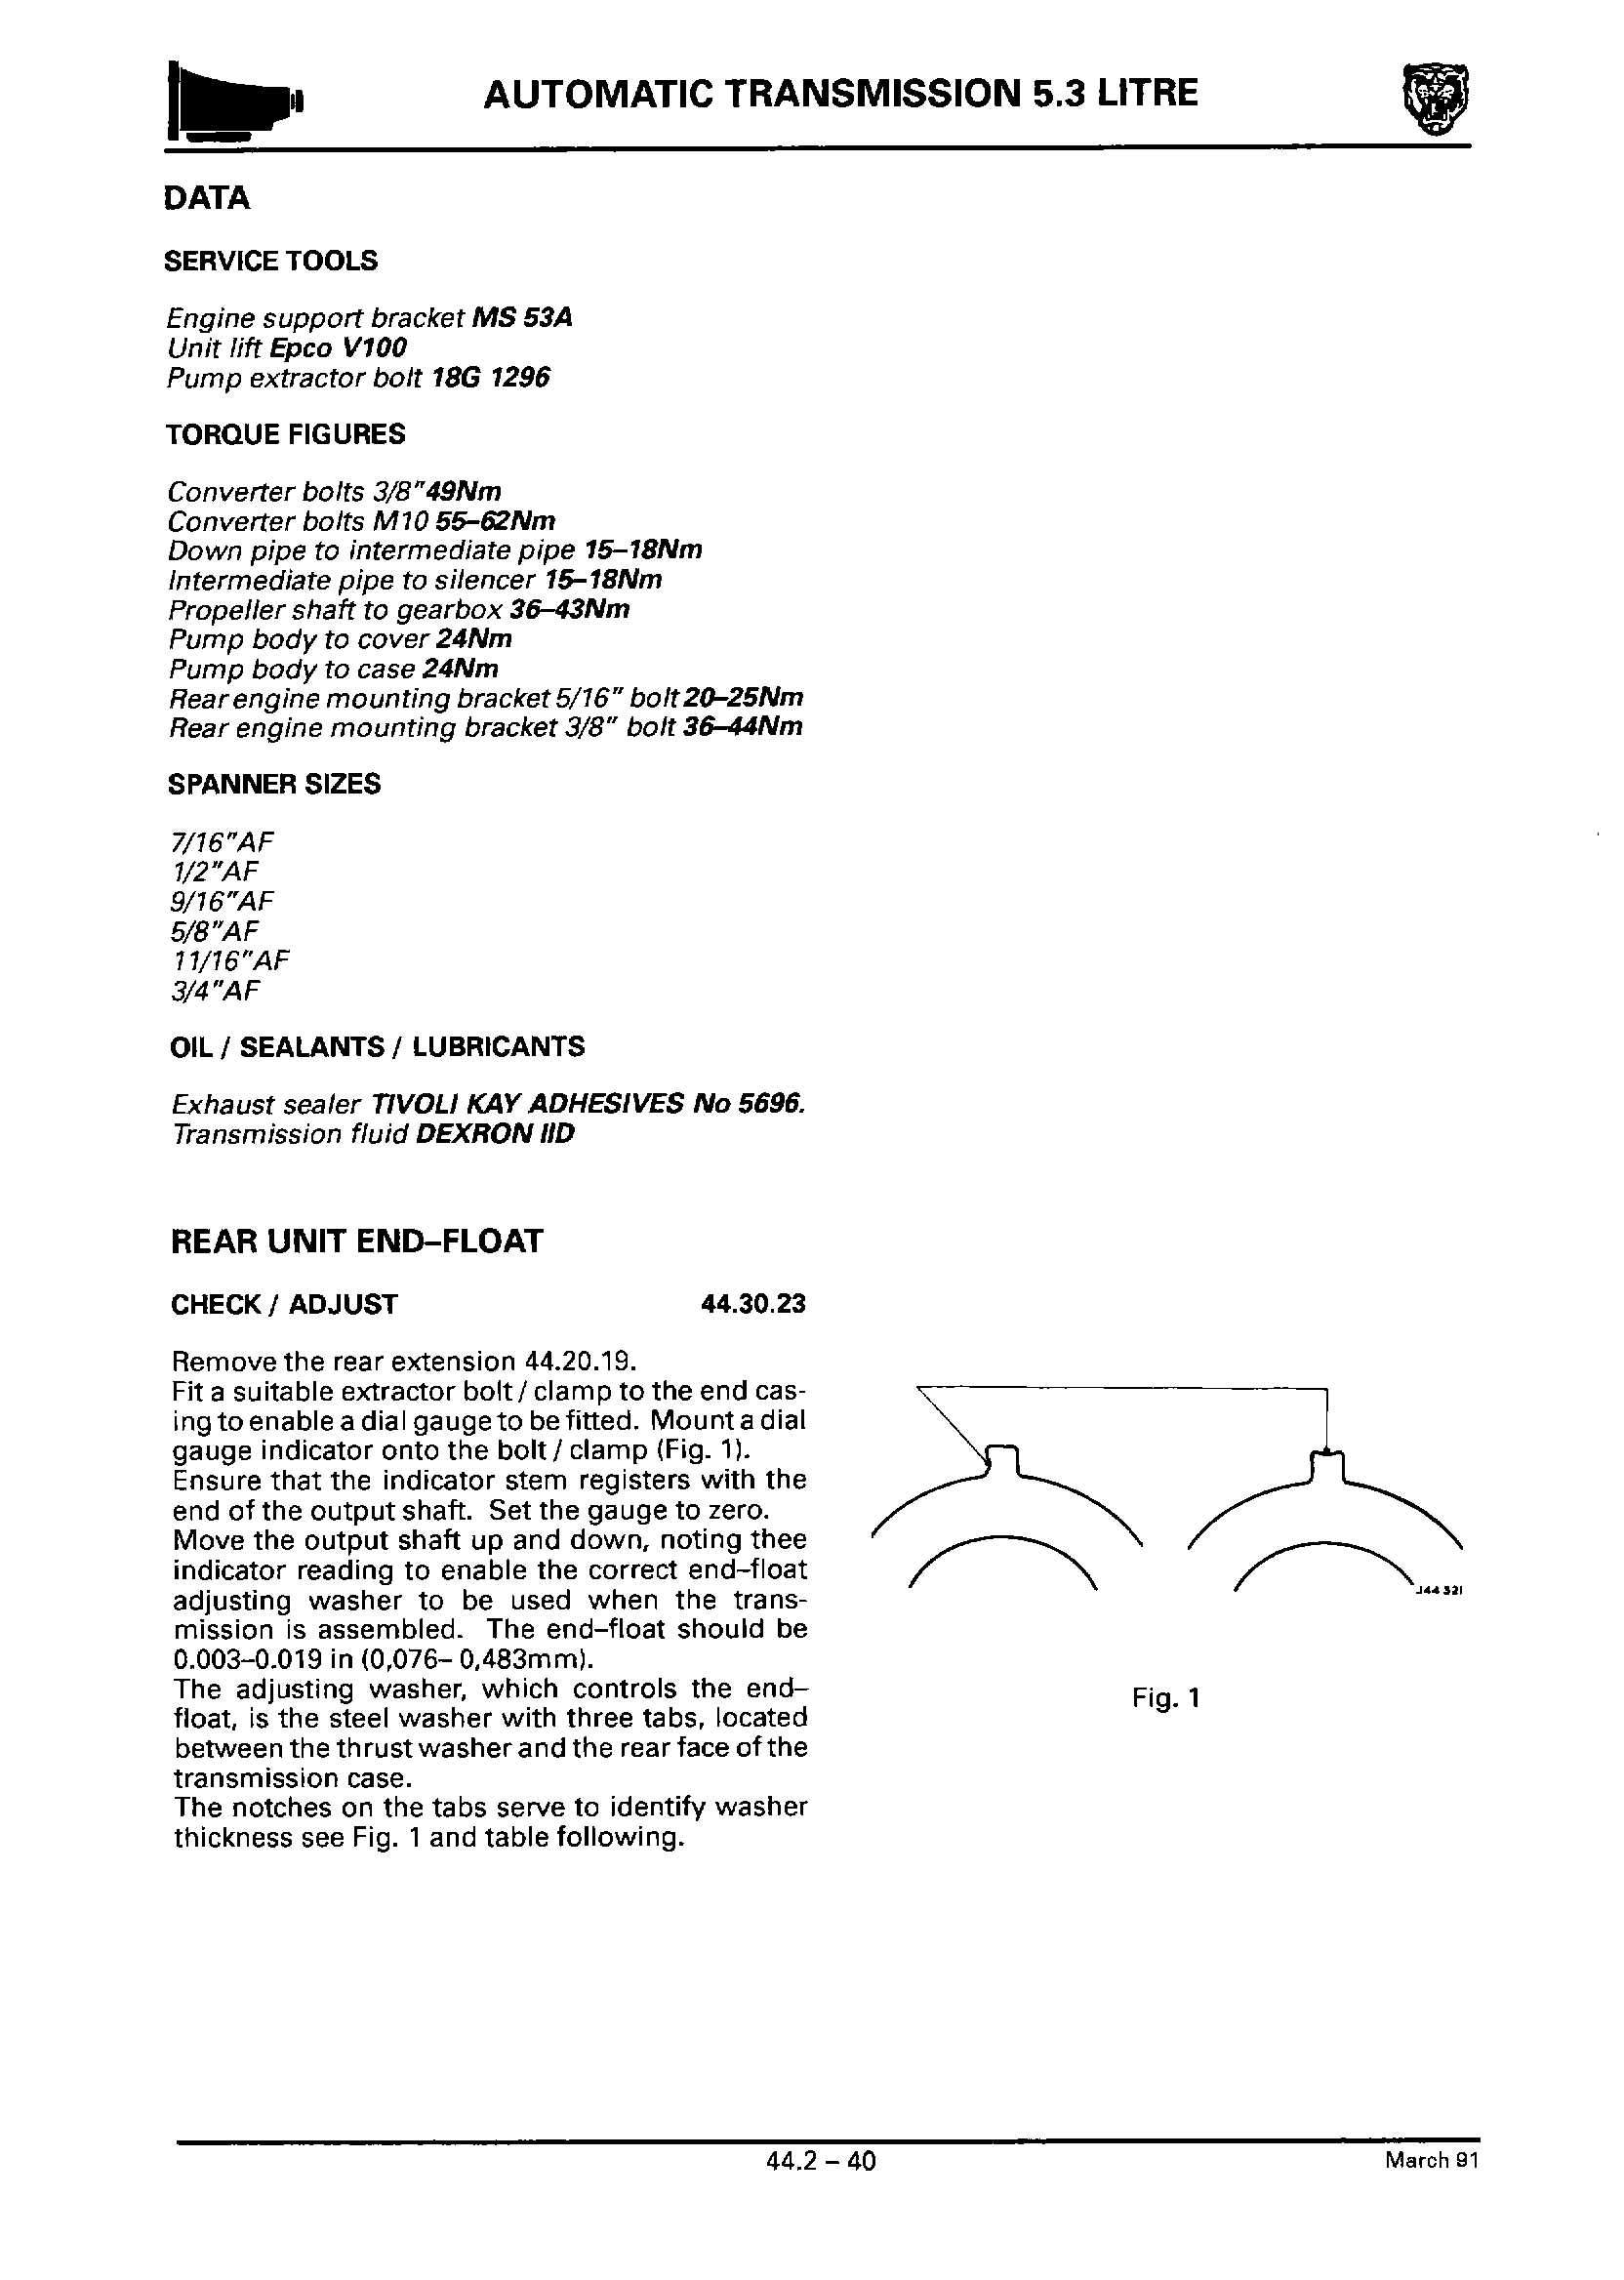 AUTOMATIC TRANSMISSION 5.3 LITRE
DATA
SERVICE TOOLS
Engine support bracket MS 53A
Unit lift Epco V100
Pump extractor bolt 18G 1296
TORQUE FIGURES
Converter bolts 3/8"49Nm
Converter bolts M10 55–62Nm
Down pipe to intermediate pipe 15–18Nm
Intermediate pipe to silencer 15–18Nm
Propeller shaft to gearbox 36–43Nm
Pump body to cover 24Nm
Pump body to case 24Nm
Rear engine mounting bracket 5/16" bolt 20–25Nm
Rear engine mounting bracket 3/8" bolt 36–44Nm
SPANNER SIZES
7/16"AF
1/2"AF
9/16"AF
5/8"AF
11/16"AF
3/4"AF
OIL / SEALANTS / LUBRICANTS
Exhaust sealer TIVOLI KAY ADHESIVES No 5696.
Transmission fluid DEXRON IID
REAR UNIT END–FLOAT
CHECK / ADJUST 44.30.23
Remove the rear extension 44.20.19.
Fit a suitable extractor bolt / clamp to the end cas-
ing to enable a dial gauge to be fitted. Mount a dial
gauge indicator onto the bolt / clamp (Fig. 1).
Ensure that the indicator stem registers with the
end of the output shaft. Set the gauge to zero.
Move the output shaft up and down, noting thee
indicator reading to enable the correct end–float
adjusting washer to be used when the trans-
mission is assembled. The end–float should be
0.003–0.019 in (0,076– 0,483mm).
The adjusting washer, which controls the end–
float, is the steel washer with three tabs, located
between the thrust washer and the rear face of the
transmission case.
The notches on the tabs serve to identify washer
thickness see Fig. 1 and table following.
J44 321
Fig. 1
44.2 – 40
March 91